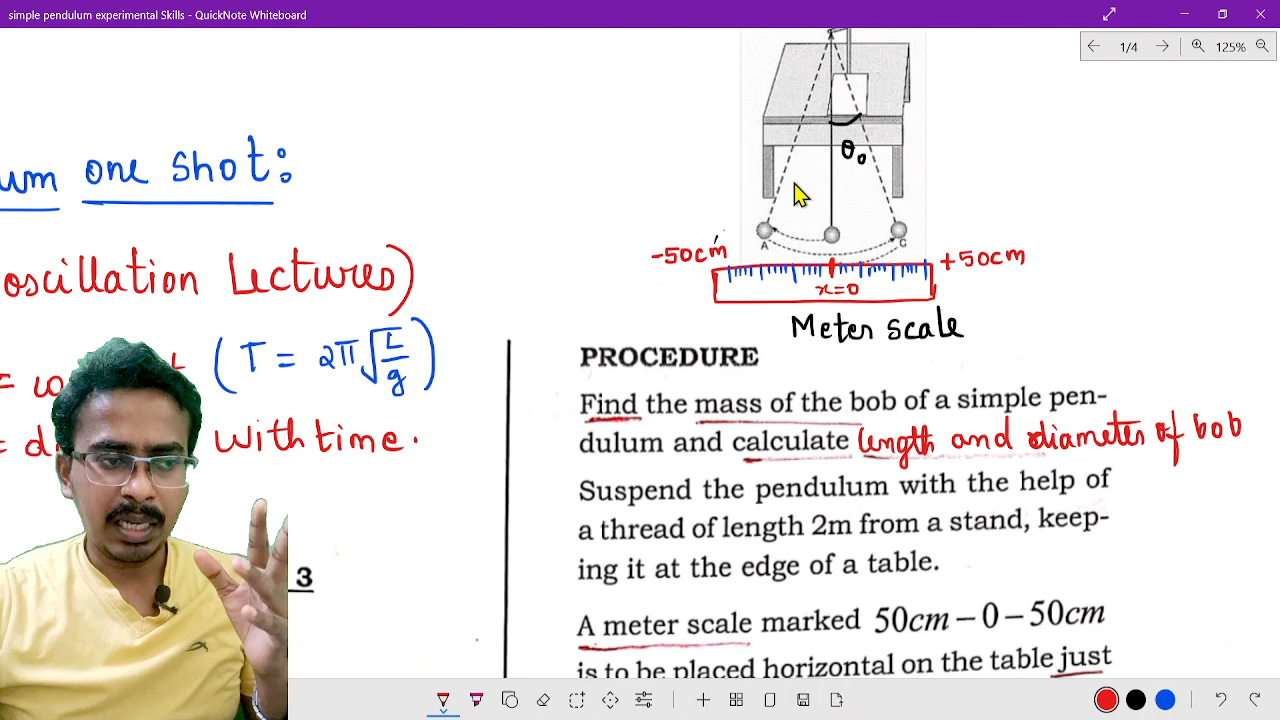 simple pendulum experimental Skills - QuickNote Whiteboard
1/4
125%
um one shot:
oscillation Lectures)
(T = 2π√L/g)
with time.
3
θ₀
A
C
-50cm
+50cm
x=0
Meter scale
PROCEDURE
Find the mass of the bob of a simple pen-
dulum and calculate length and diameter of bob
Suspend the pendulum with the help of
a thread of length 2m from a stand, keep-
ing it at the edge of a table.
A meter scale marked 50cm – 0 – 50cm
is to be placed horizontal on the table just